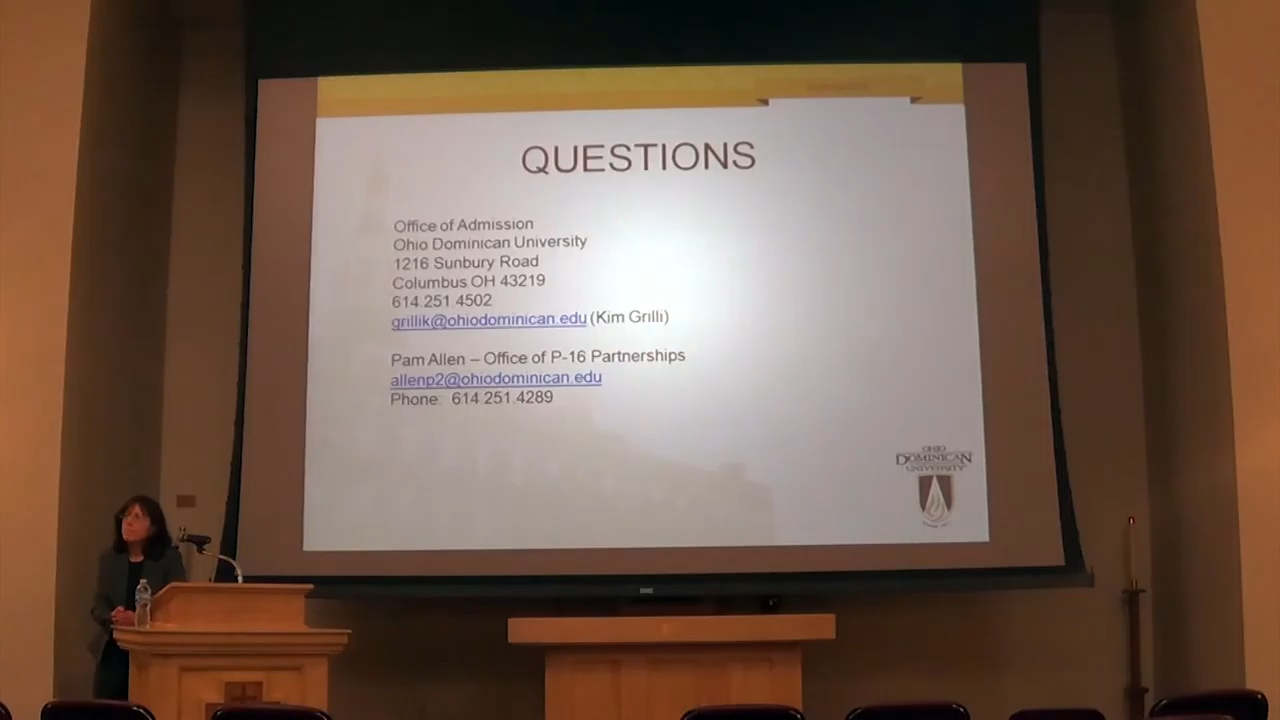 QUESTIONS
Office of Admission
Ohio Dominican University
1216 Sunbury Road
Columbus OH 43219
614.251.4502
grillik@ohiodominican.edu (Kim Grilli)
Pam Allen – Office of P-16 Partnerships
allenp2@ohiodominican.edu
Phone: 614.251.4289
OHIO
DOMINICAN
UNIVERSITY